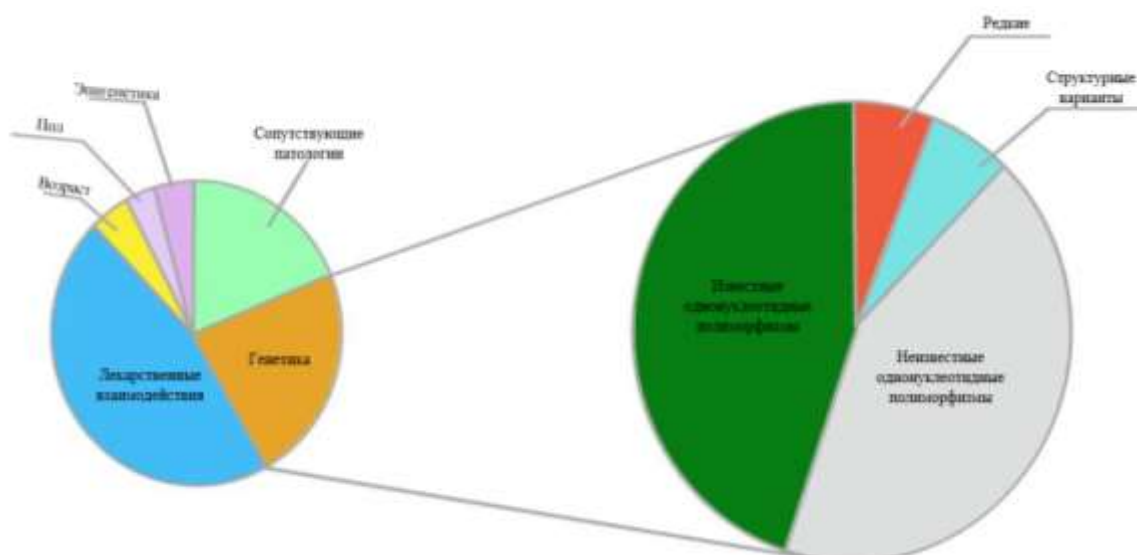 Редкие
Структурные
варианты
Эпигенетика
Пол
Возраст
Сопутствующие
патологии
Генетика
Лекарственные
взаимодействия
Известные
однонуклеотидные
полиморфизмы
Неизвестные
однонуклеотидные
полиморфизмы